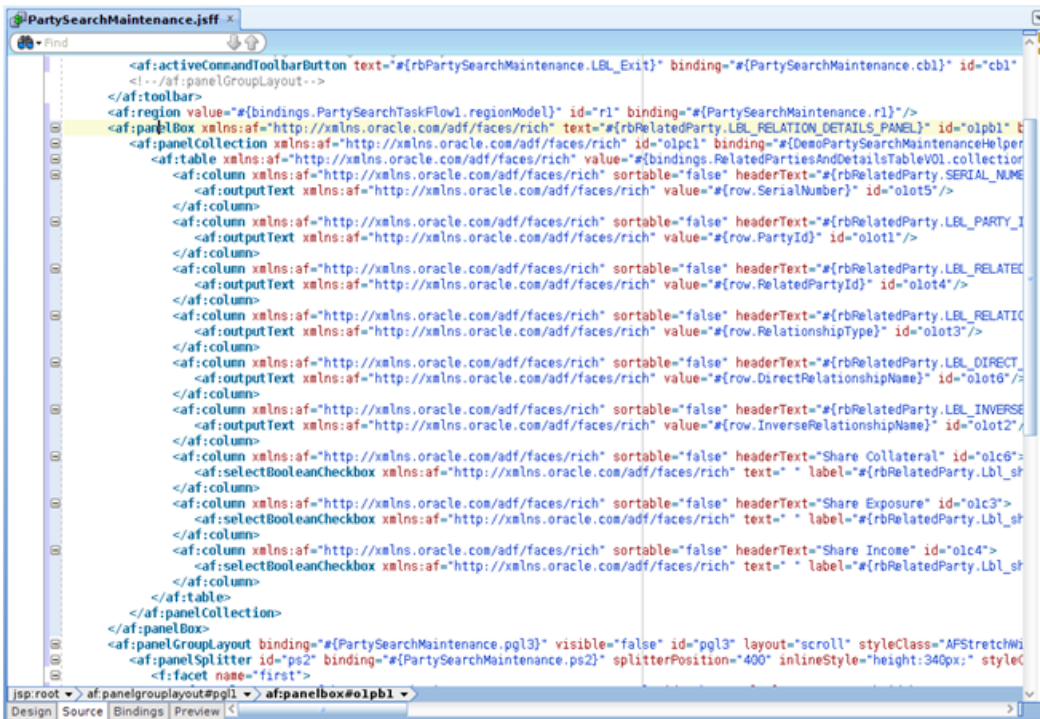 PartySearchMaintenance.jsff ×
Find
<af:activeCommandToolbarButton text="#{rbPartySearchMaintenance.LBL_Exit}" binding="#{PartySearchMaintenance.cb1}" id="cb1"
<!--/af:panelGroupLayout-->
</af:toolbar>
<af:region value="#{bindings.PartySearchTaskFlow1.regionModel}" id="r1" binding="#{PartySearchMaintenance.r1}"/>
<af:panelBox xmlns:af="http://xmlns.oracle.com/adf/faces/rich" text="#{rbRelatedParty.LBL_RELATION_DETAILS_PANEL}" id="o1pb1" b
<af:panelCollection xmlns:af="http://xmlns.oracle.com/adf/faces/rich" id="o1pc1" binding="#{DemoPartySearchMaintenanceHelper
<af:table xmlns:af="http://xmlns.oracle.com/adf/faces/rich" value="#{bindings.RelatedPartiesAndDetailsTableVO1.collection
<af:column xmlns:af="http://xmlns.oracle.com/adf/faces/rich" sortable="false" headerText="#{rbRelatedParty.SERIAL_NUME
<af:outputText xmlns:af="http://xmlns.oracle.com/adf/faces/rich" value="#{row.SerialNumber}" id="o1ot5"/>
</af:column>
<af:column xmlns:af="http://xmlns.oracle.com/adf/faces/rich" sortable="false" headerText="#{rbRelatedParty.LBL_PARTY_I
<af:outputText xmlns:af="http://xmlns.oracle.com/adf/faces/rich" value="#{row.PartyId}" id="o1ot1"/>
</af:column>
<af:column xmlns:af="http://xmlns.oracle.com/adf/faces/rich" sortable="false" headerText="#{rbRelatedParty.LBL_RELATED
<af:outputText xmlns:af="http://xmlns.oracle.com/adf/faces/rich" value="#{row.RelatedPartyId}" id="o1ot4"/>
</af:column>
<af:column xmlns:af="http://xmlns.oracle.com/adf/faces/rich" sortable="false" headerText="#{rbRelatedParty.LBL_RELATIO
<af:outputText xmlns:af="http://xmlns.oracle.com/adf/faces/rich" value="#{row.RelationshipType}" id="o1ot3"/>
</af:column>
<af:column xmlns:af="http://xmlns.oracle.com/adf/faces/rich" sortable="false" headerText="#{rbRelatedParty.LBL_DIRECT_
<af:outputText xmlns:af="http://xmlns.oracle.com/adf/faces/rich" value="#{row.DirectRelationshipName}" id="o1ot6"/>
</af:column>
<af:column xmlns:af="http://xmlns.oracle.com/adf/faces/rich" sortable="false" headerText="#{rbRelatedParty.LBL_INVERSE
<af:outputText xmlns:af="http://xmlns.oracle.com/adf/faces/rich" value="#{row.InverseRelationshipName}" id="o1ot2"/
</af:column>
<af:column xmlns:af="http://xmlns.oracle.com/adf/faces/rich" sortable="false" headerText="Share Collateral" id="o1c6">
<af:selectBooleanCheckbox xmlns:af="http://xmlns.oracle.com/adf/faces/rich" text=" " label="#{rbRelatedParty.Lbl_sh
</af:column>
<af:column xmlns:af="http://xmlns.oracle.com/adf/faces/rich" sortable="false" headerText="Share Exposure" id="o1c3">
<af:selectBooleanCheckbox xmlns:af="http://xmlns.oracle.com/adf/faces/rich" text=" " label="#{rbRelatedParty.Lbl_sh
</af:column>
<af:column xmlns:af="http://xmlns.oracle.com/adf/faces/rich" sortable="false" headerText="Share Income" id="o1c4">
<af:selectBooleanCheckbox xmlns:af="http://xmlns.oracle.com/adf/faces/rich" text=" " label="#{rbRelatedParty.Lbl_sh
</af:column>
</af:table>
</af:panelCollection>
</af:panelBox>
<af:panelGroupLayout binding="#{PartySearchMaintenance.pgl3}" visible="false" id="pgl3" layout="scroll" styleClass="AFStretchWi
<af:panelSplitter id="ps2" binding="#{PartySearchMaintenance.ps2}" splitterPosition="400" inlineStyle="height:340px;" styleC
<f:facet name="first">
jsp:root af:panelgrouplayout#pgl1 af:panelbox#o1pb1
Design Source Bindings Preview